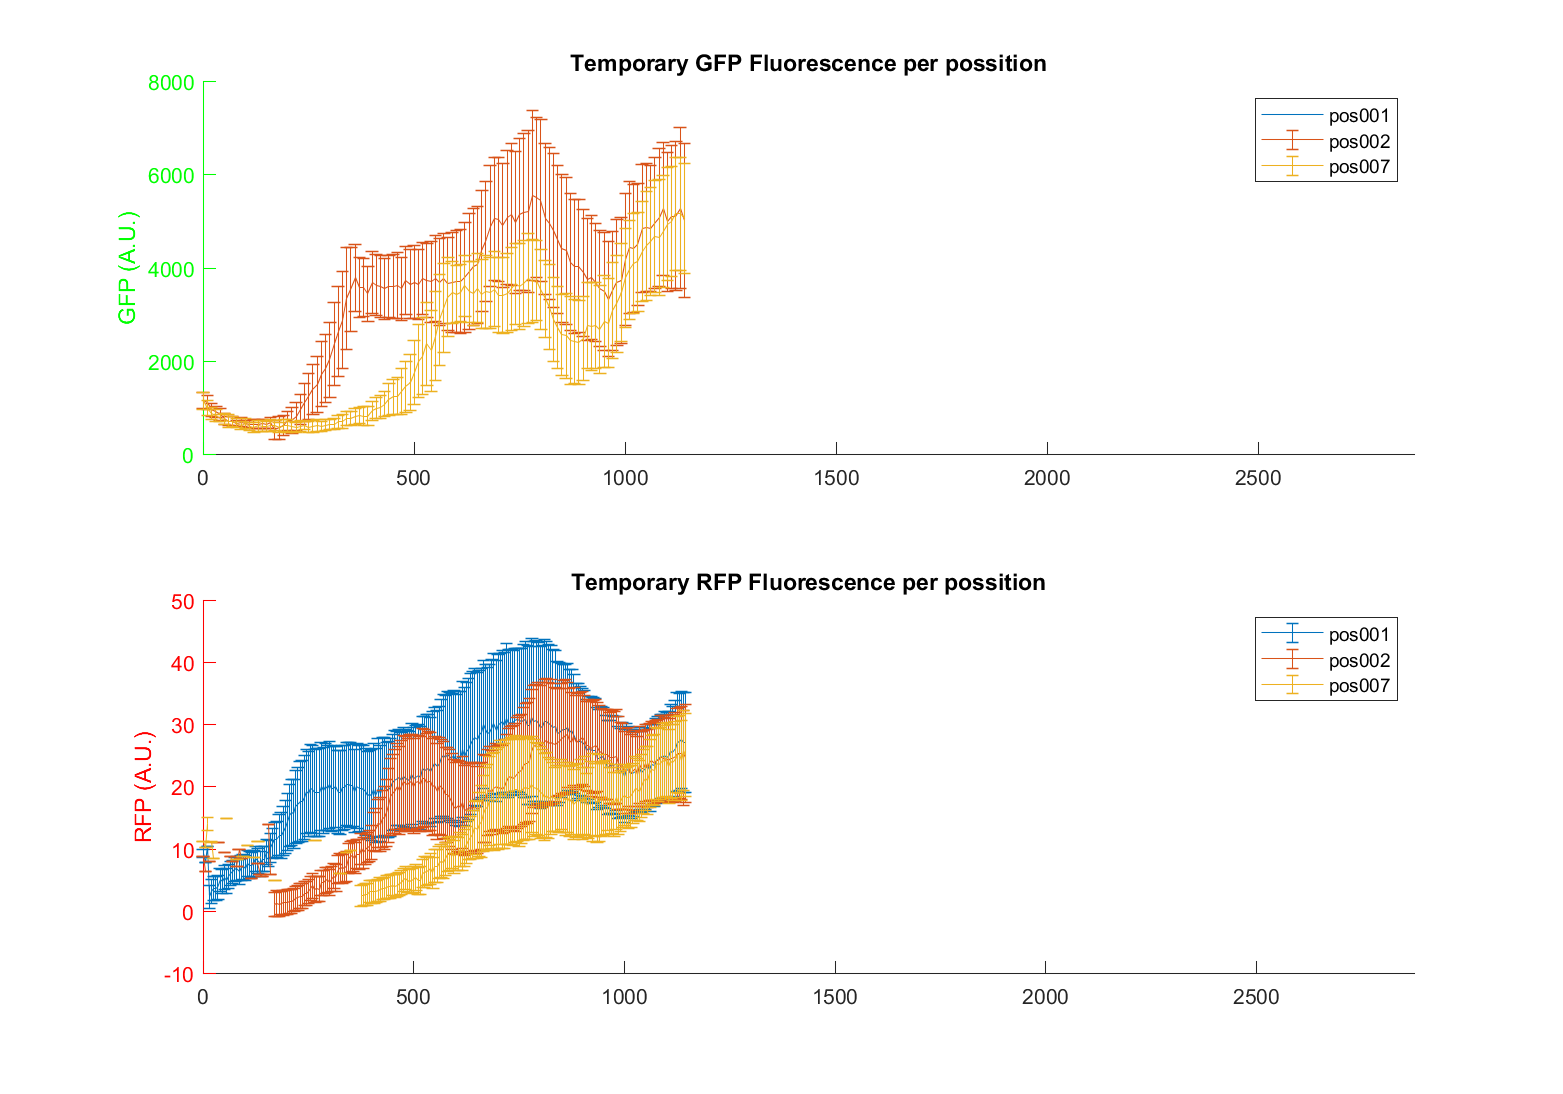 Temporary GFP Fluorescence per possition
8000
6000
4000
2000
0
GFP (A.U.)
0 500 1000 1500 2000 2500
pos001
pos002
pos007
Temporary RFP Fluorescence per possition
50
40
30
20
10
0
-10
RFP (A.U.)
0 500 1000 1500 2000 2500
pos001
pos002
pos007